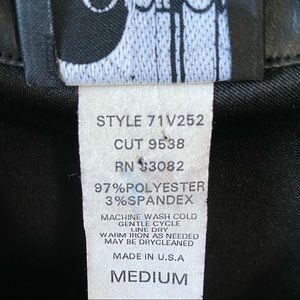 STYLE 71V252
CUT 9538
RN 33082
97%POLYESTER
3%SPANDEX
MACHINE WASH COLD
GENTLE CYCLE
LINE DRY
WARM IRON AS NEEDED
MAY BE DRYCLEANED
MADE IN U.S.A
MEDIUM